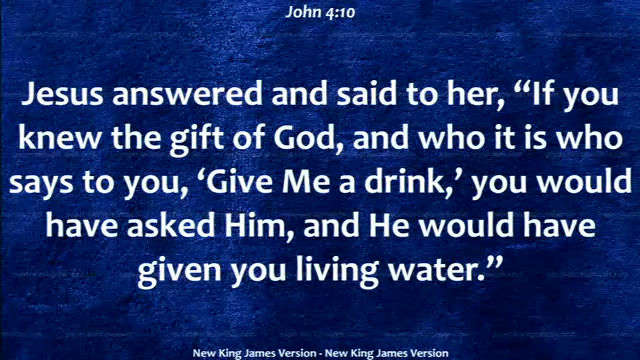 John 4:10
Jesus answered and said to her, “If you
knew the gift of God, and who it is who
says to you, ‘Give Me a drink,’ you would
have asked Him, and He would have
given you living water.”
New King James Version - New King James Version